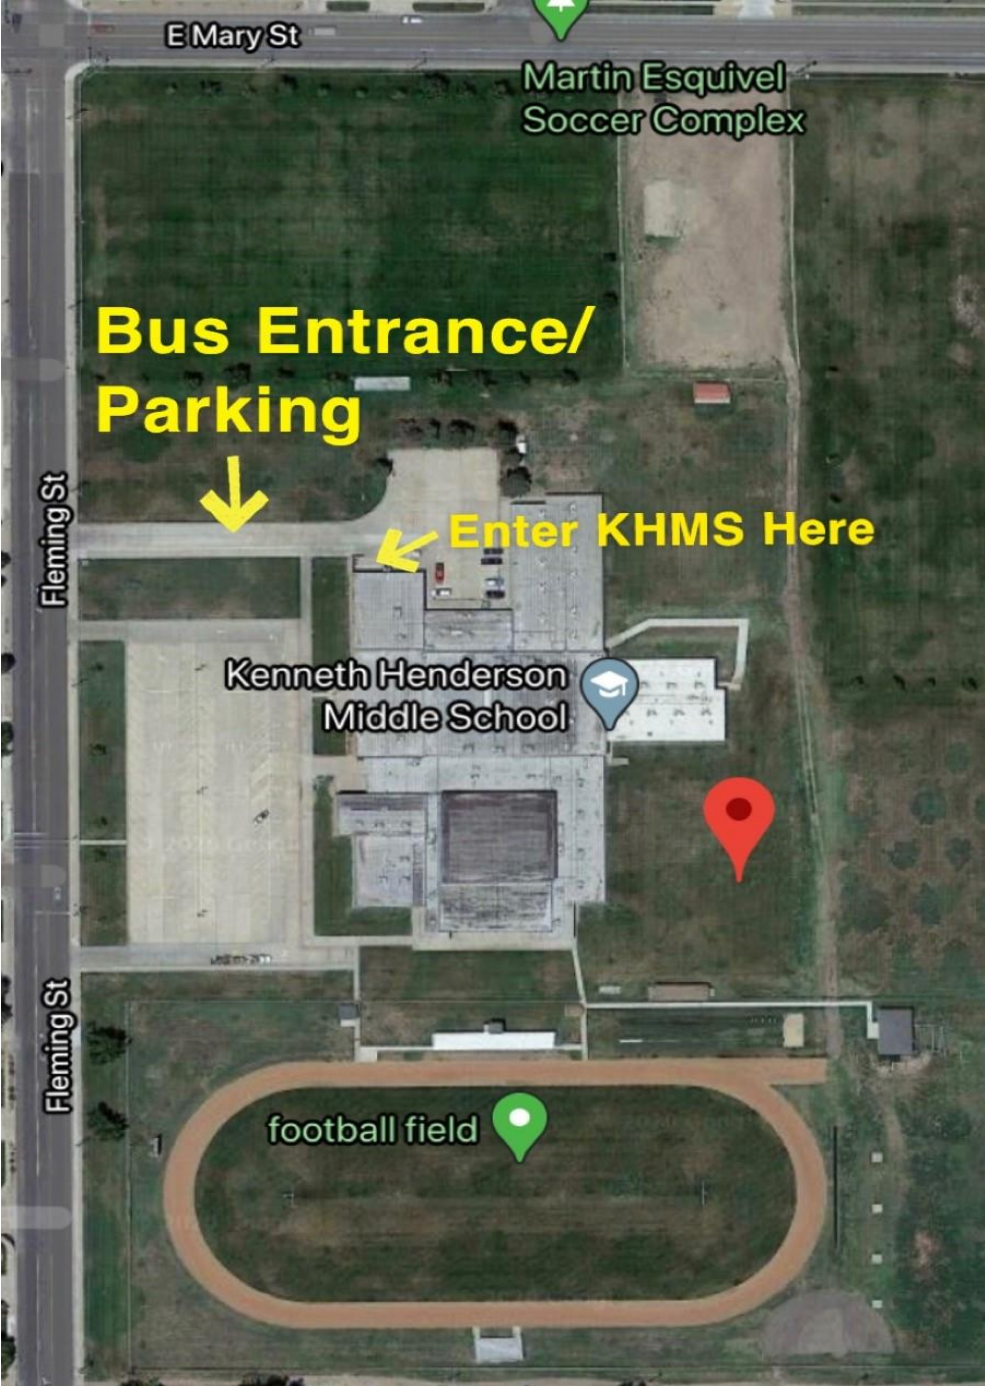 E Mary St
Martin Esquivel
Soccer Complex
Bus Entrance/
Parking
Fleming St
Enter KHMS Here
Kenneth Henderson
Middle School
Fleming St
football field